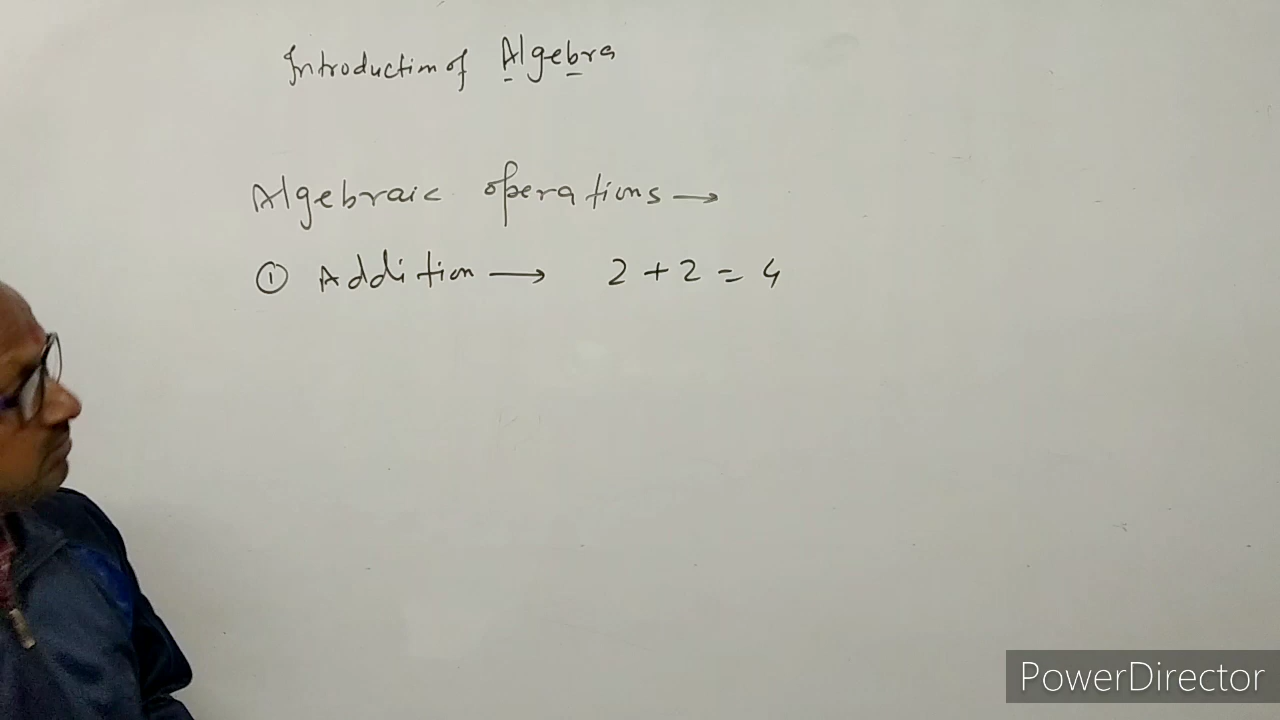 Introduction of Algebra
Algebraic operations →
① Addition → 2 + 2 = 4
PowerDirector